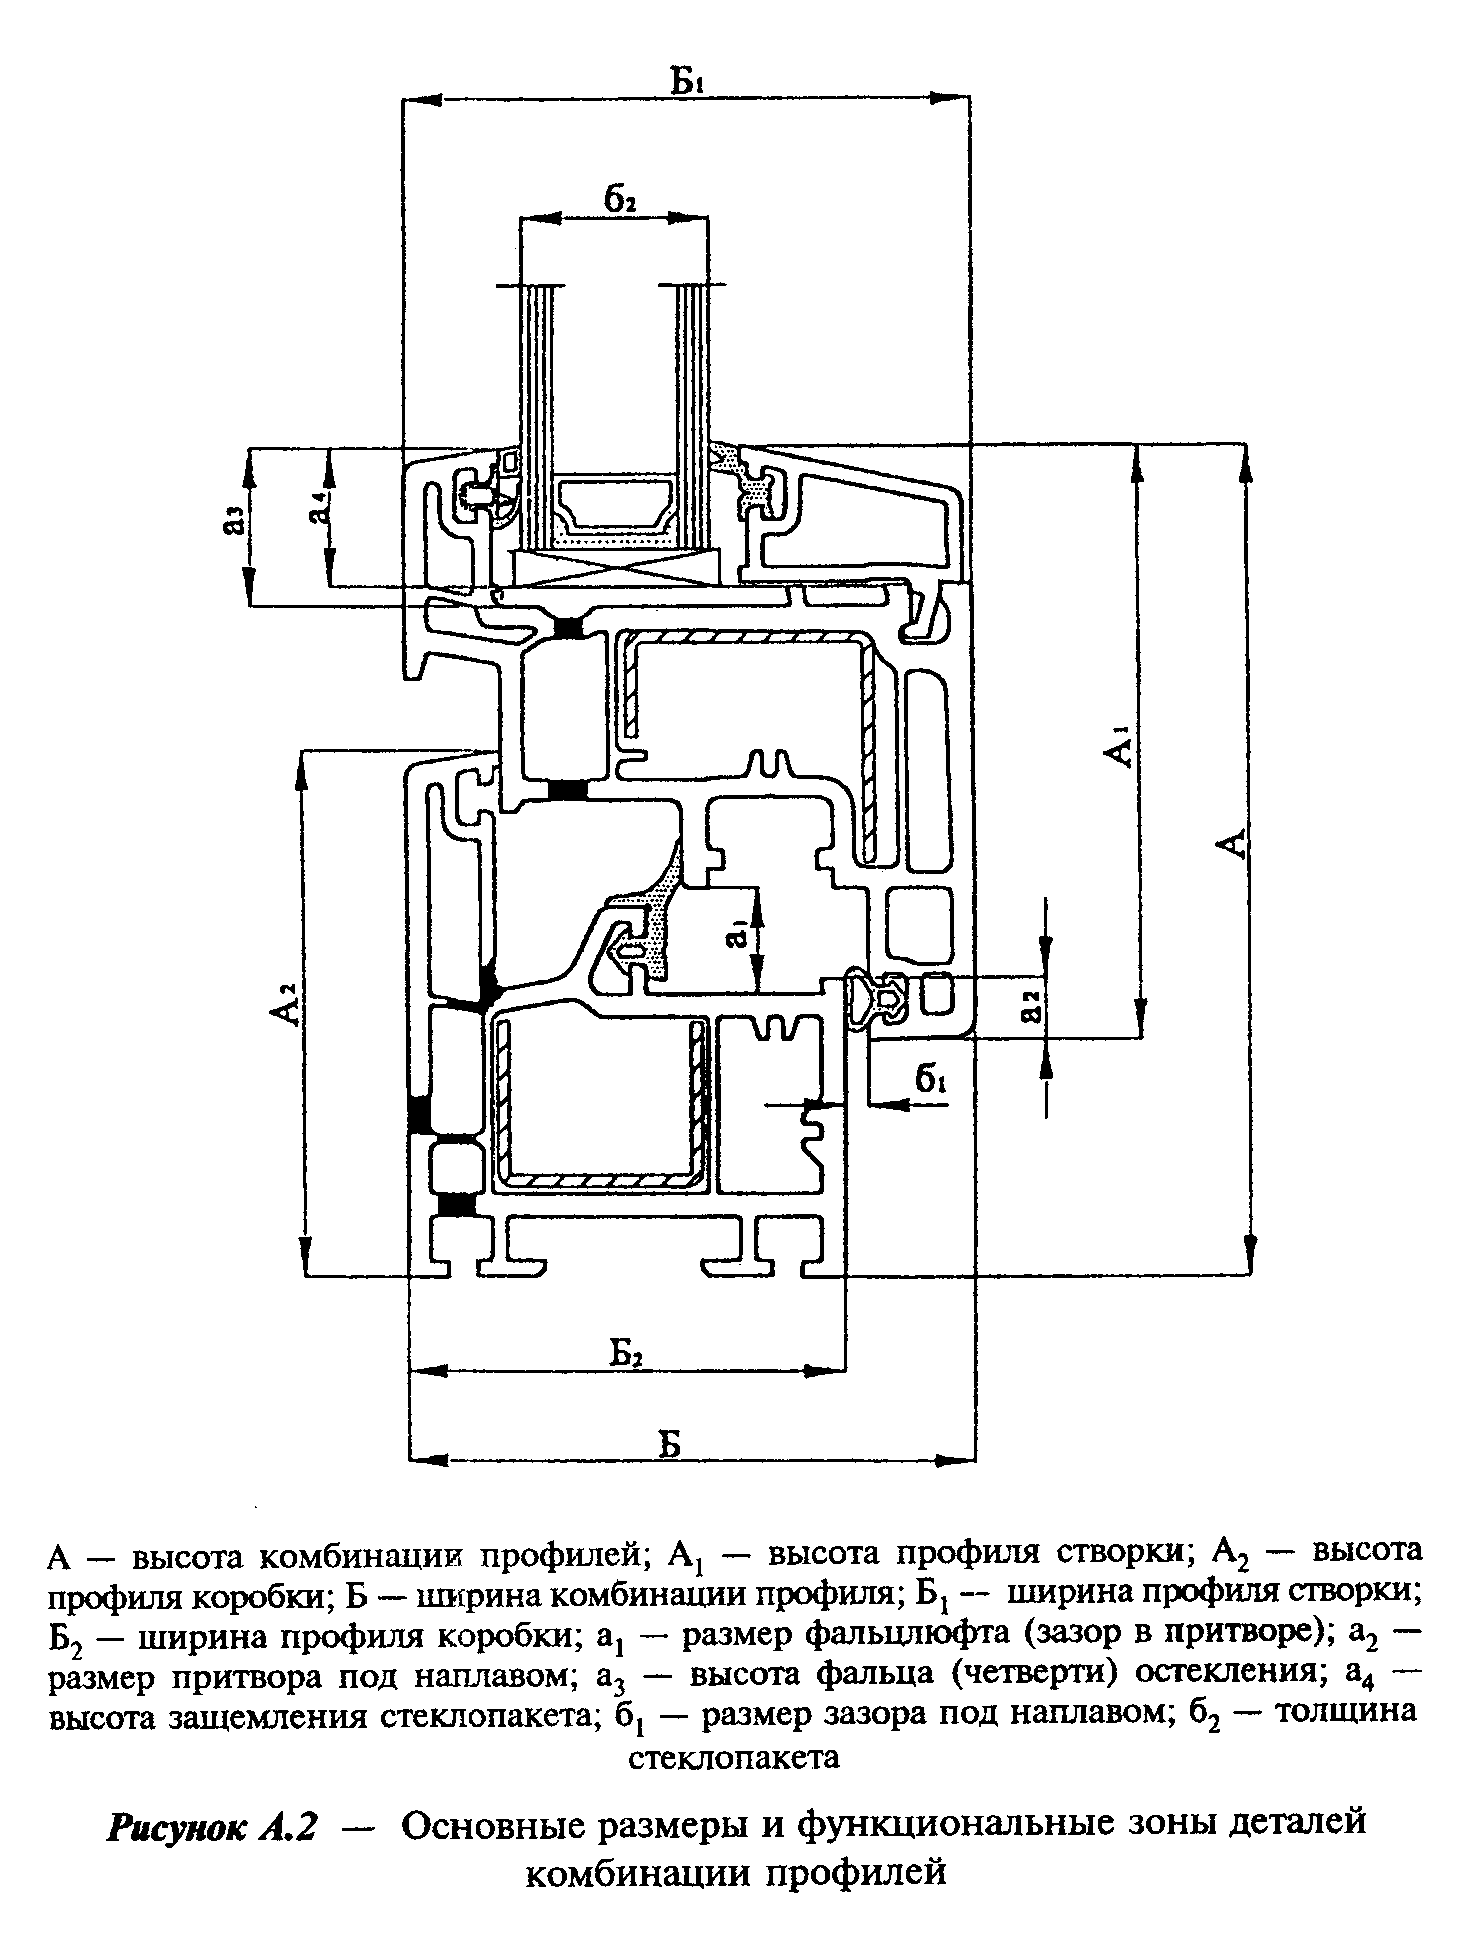 Б₁
б₂
а₃
а₄
А₁
А
А₂
а₁
а₂
б₁
Б₂
Б
А — высота комбинации профилей; А₁ — высота профиля створки; А₂ — высота
профиля коробки; Б — ширина комбинации профиля; Б₁ — ширина профиля створки;
Б₂ — ширина профиля коробки; а₁ — размер фальцлюфта (зазор в притворе); а₂ —
размер притвора под наплавом; а₃ — высота фальца (четверти) остекления; а₄ —
высота защемления стеклопакета; б₁ — размер зазора под наплавом; б₂ — толщина
стеклопакета
Рисунок А.2 — Основные размеры и функциональные зоны деталей
комбинации профилей